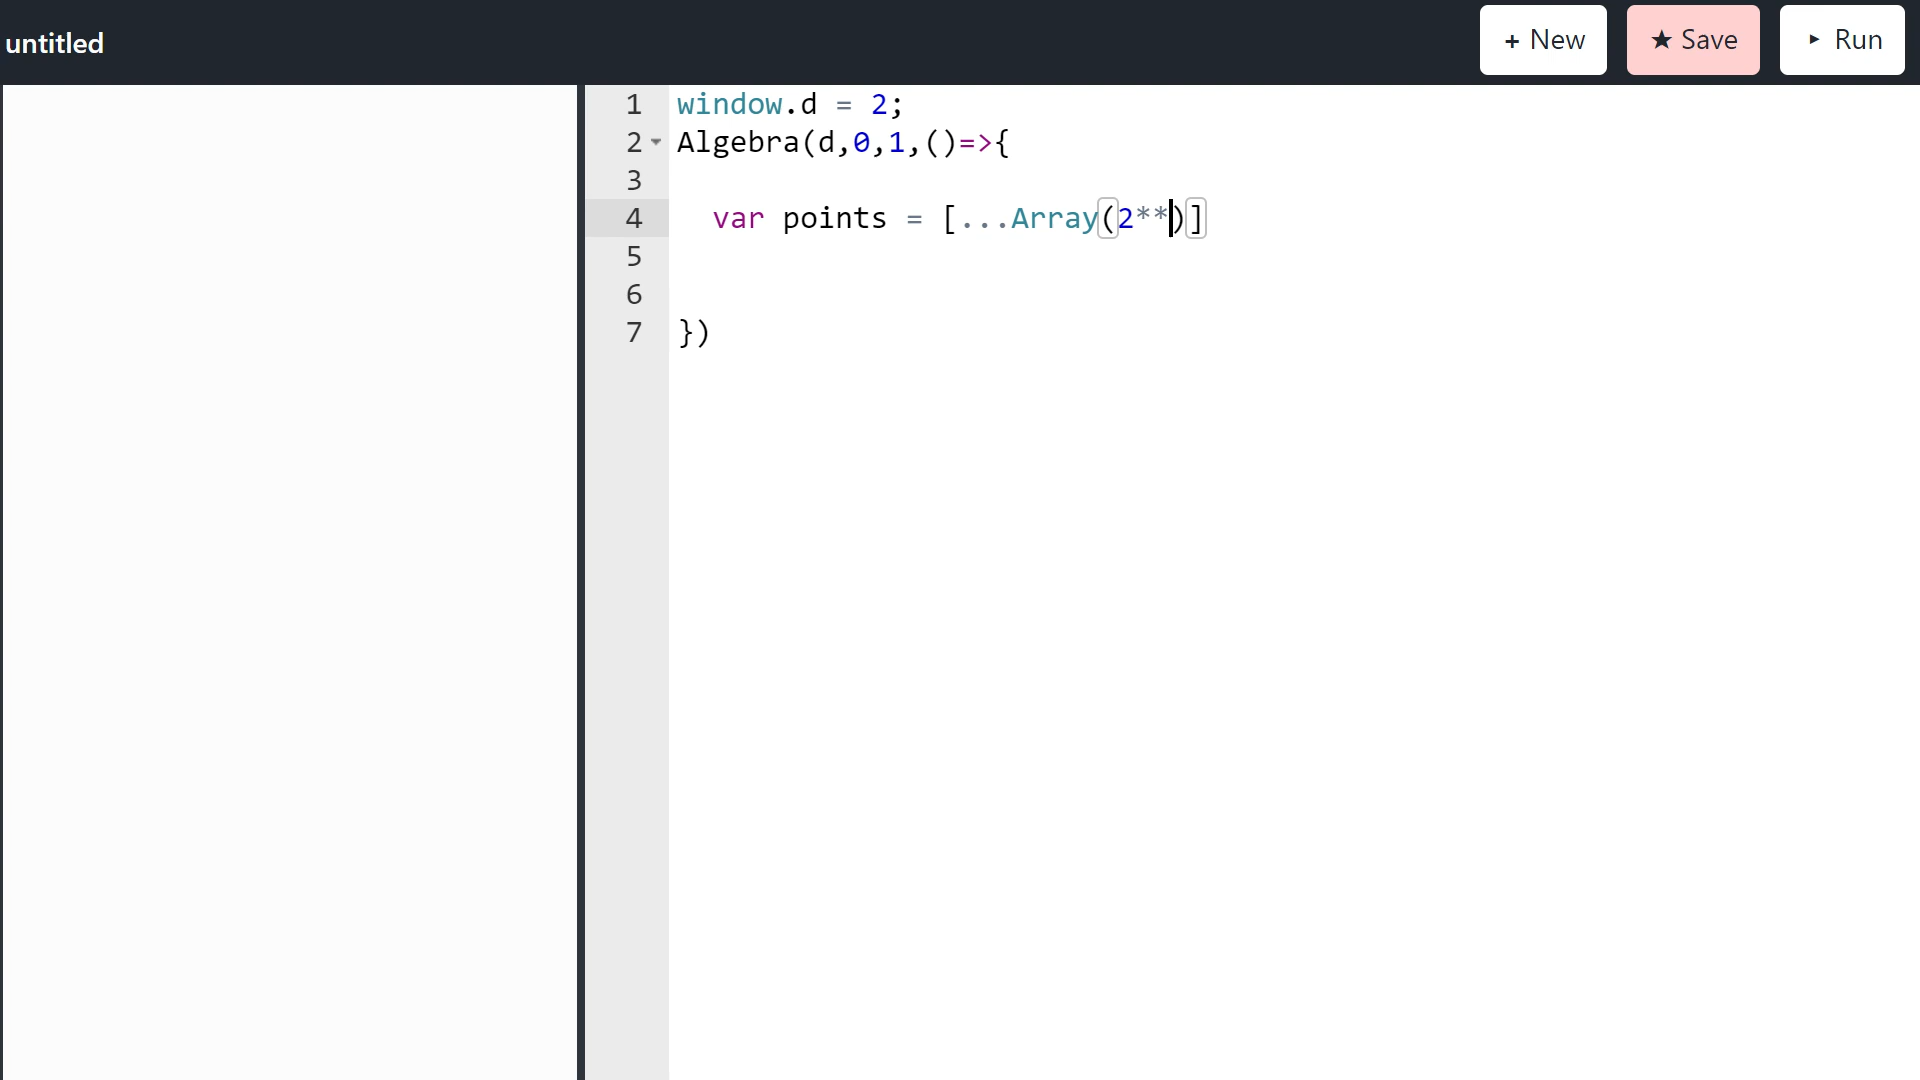 untitled
+ New
★ Save
▸ Run
1 window.d = 2;
2 Algebra(d,0,1,()=>{
3
4   var points = [...Array(2**)]
5
6
7 })